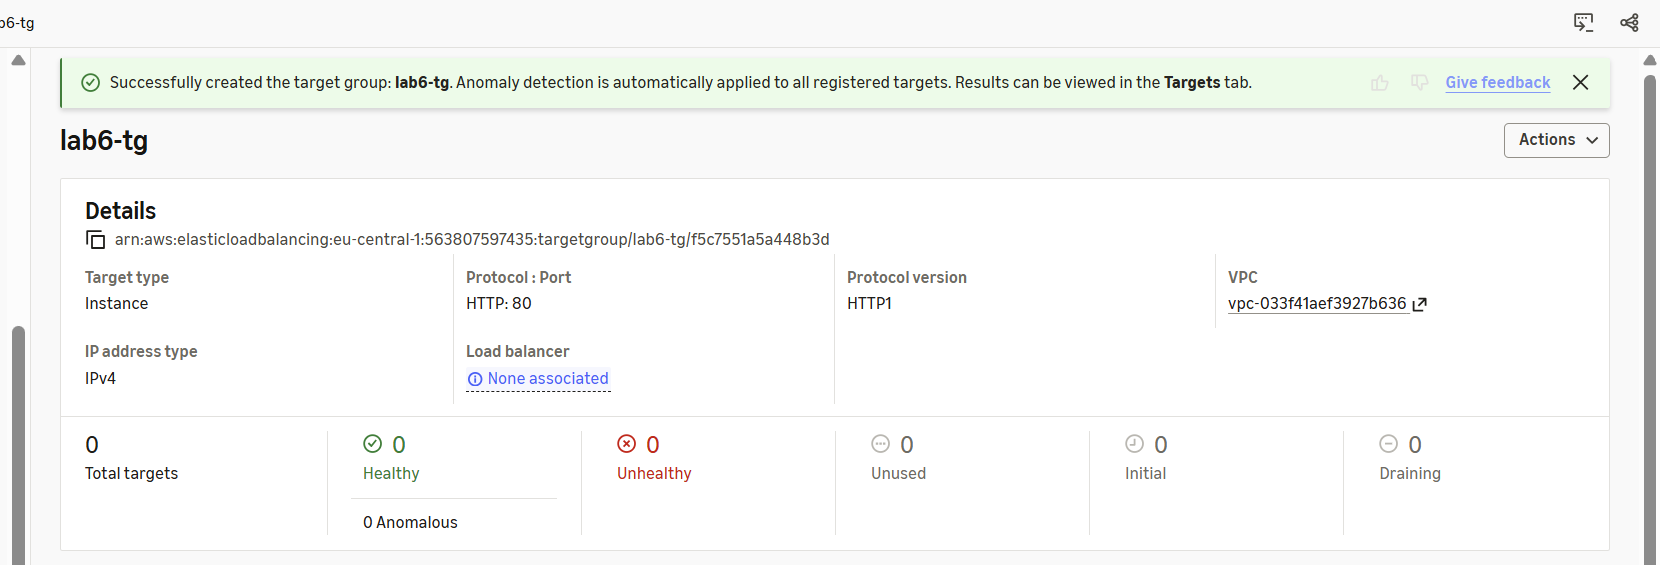 b6-tg
Successfully created the target group: lab6-tg. Anomaly detection is automatically applied to all registered targets. Results can be viewed in the Targets tab.
Give feedback
lab6-tg
Actions
Details
arn:aws:elasticloadbalancing:eu-central-1:563807597435:targetgroup/lab6-tg/f5c7551a5a448b3d
Target type
Instance
Protocol : Port
HTTP: 80
Protocol version
HTTP1
VPC
vpc-033f41aef3927b636
IP address type
IPv4
Load balancer
None associated
0
Total targets
0
Healthy
0 Anomalous
0
Unhealthy
0
Unused
0
Initial
0
Draining